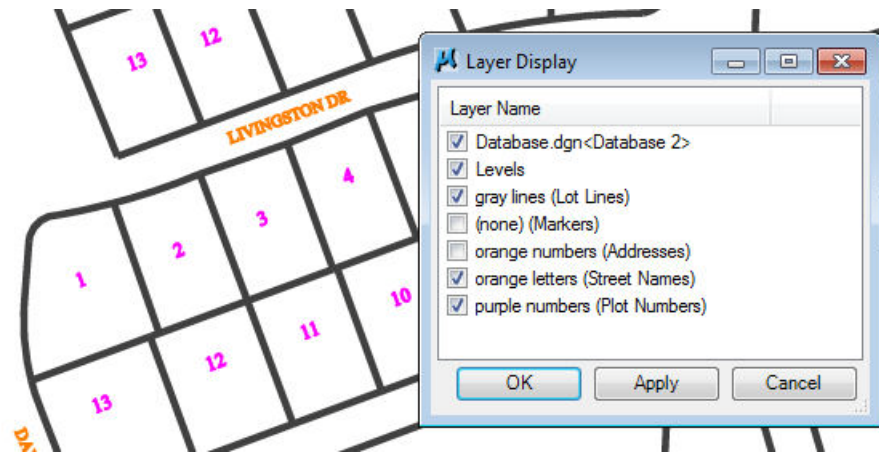 13
12
LIVINGSTON DR
1
2
3
4
13
12
11
10
Layer Display
Layer Name
Database.dgn<Database 2>
Levels
gray lines (Lot Lines)
(none) (Markers)
orange numbers (Addresses)
orange letters (Street Names)
purple numbers (Plot Numbers)
OK Apply Cancel